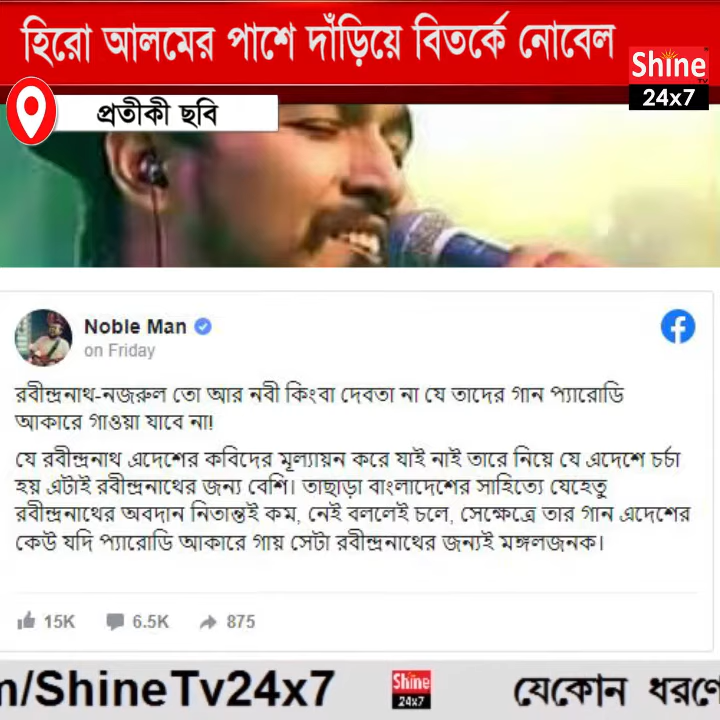 হিরো আলমের পাশে দাঁড়িয়ে বিতর্কে নোবেল
Shine
TV
24x7
প্রতীকী ছবি
Noble Man
on Friday
রবীন্দ্রনাথ-নজরুল তো আর নবী কিংবা দেবতা না যে তাদের গান প্যারোডি
আকারে গাওয়া যাবে না!
যে রবীন্দ্রনাথ এদেশের কবিদের মূল্যায়ন করে যাই নাই তারে নিয়ে যে এদেশে চর্চা
হয় এটাই রবীন্দ্রনাথের জন্য বেশি। তাছাড়া বাংলাদেশের সাহিত্যে যেহেতু
রবীন্দ্রনাথের অবদান নিতান্তই কম, নেই বললেই চলে, সেক্ষেত্রে তার গান এদেশের
কেউ যদি প্যারোডি আকারে গায় সেটা রবীন্দ্রনাথের জন্যই মঙ্গলজনক।
15K 6.5K 875
m/ShineTv24x7 Shine 24x7 যেকোন ধরণে